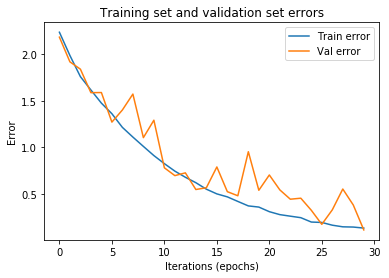 Training set and validation set errors
Train error
Val error
Error
2.0
1.5
1.0
0.5
0
5
10
15
20
25
30
Iterations (epochs)